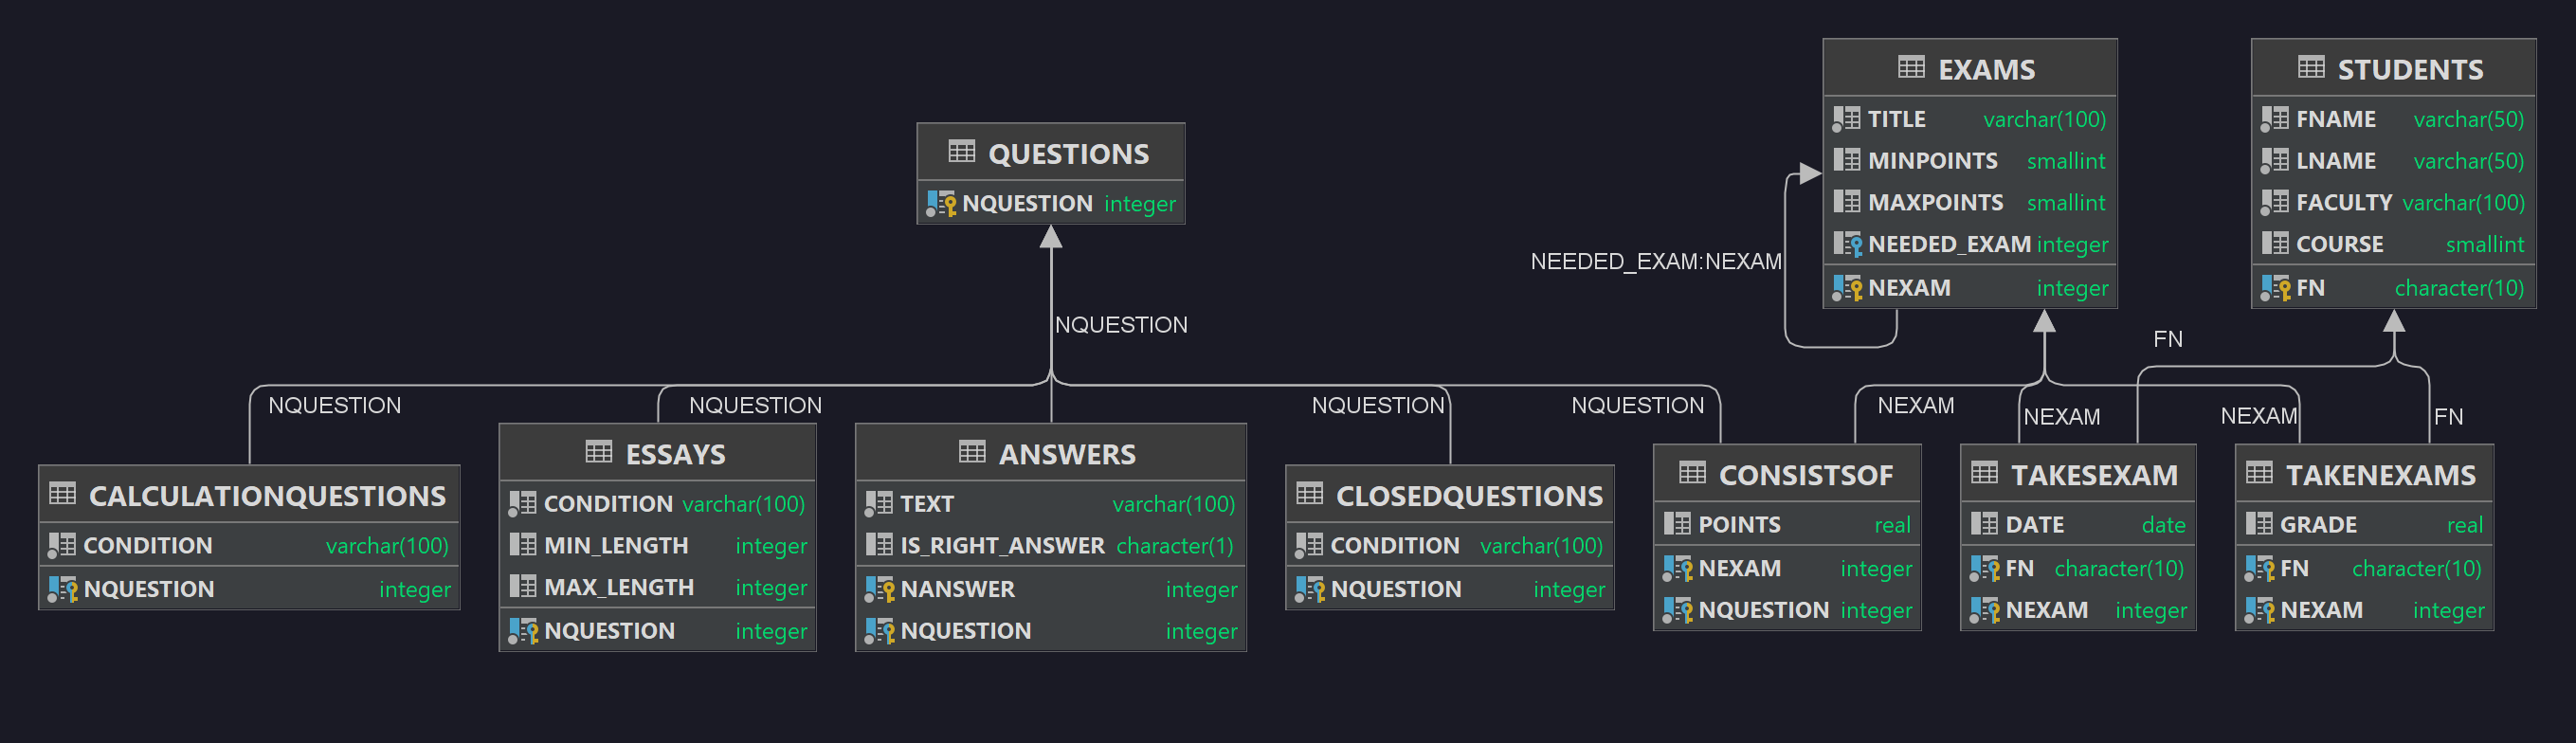 QUESTIONS
NQUESTION integer
EXAMS
TITLE varchar(100)
MINPOINTS smallint
MAXPOINTS smallint
NEEDED_EXAM integer
NEXAM integer
STUDENTS
FNAME varchar(50)
LNAME varchar(50)
FACULTY varchar(100)
COURSE smallint
FN character(10)
NEEDED_EXAM:NEXAM
NQUESTION
FN
NQUESTION
NQUESTION
NQUESTION
NQUESTION
NEXAM
NEXAM
NEXAM
FN
CALCULATIONQUESTIONS
CONDITION varchar(100)
NQUESTION integer
ESSAYS
CONDITION varchar(100)
MIN_LENGTH integer
MAX_LENGTH integer
NQUESTION integer
ANSWERS
TEXT varchar(100)
IS_RIGHT_ANSWER character(1)
NANSWER integer
NQUESTION integer
CLOSEDQUESTIONS
CONDITION varchar(100)
NQUESTION integer
CONSISTSOF
POINTS real
NEXAM integer
NQUESTION integer
TAKESEXAM
DATE date
FN character(10)
NEXAM integer
TAKENEXAMS
GRADE real
FN character(10)
NEXAM integer